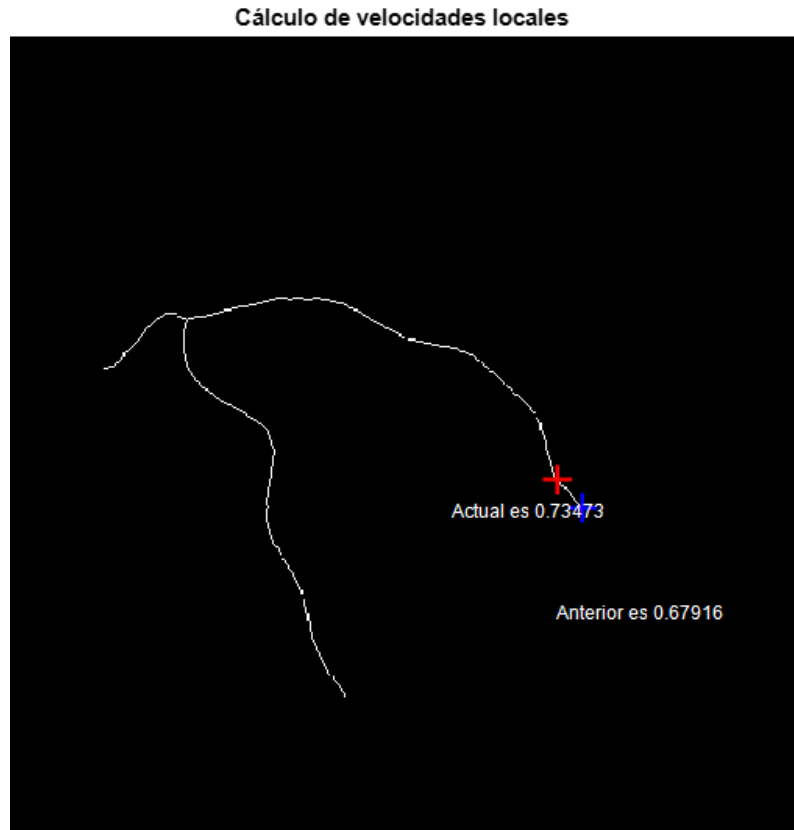 Cálculo de velocidades locales
Actual es 0.73473
Anterior es 0.67916